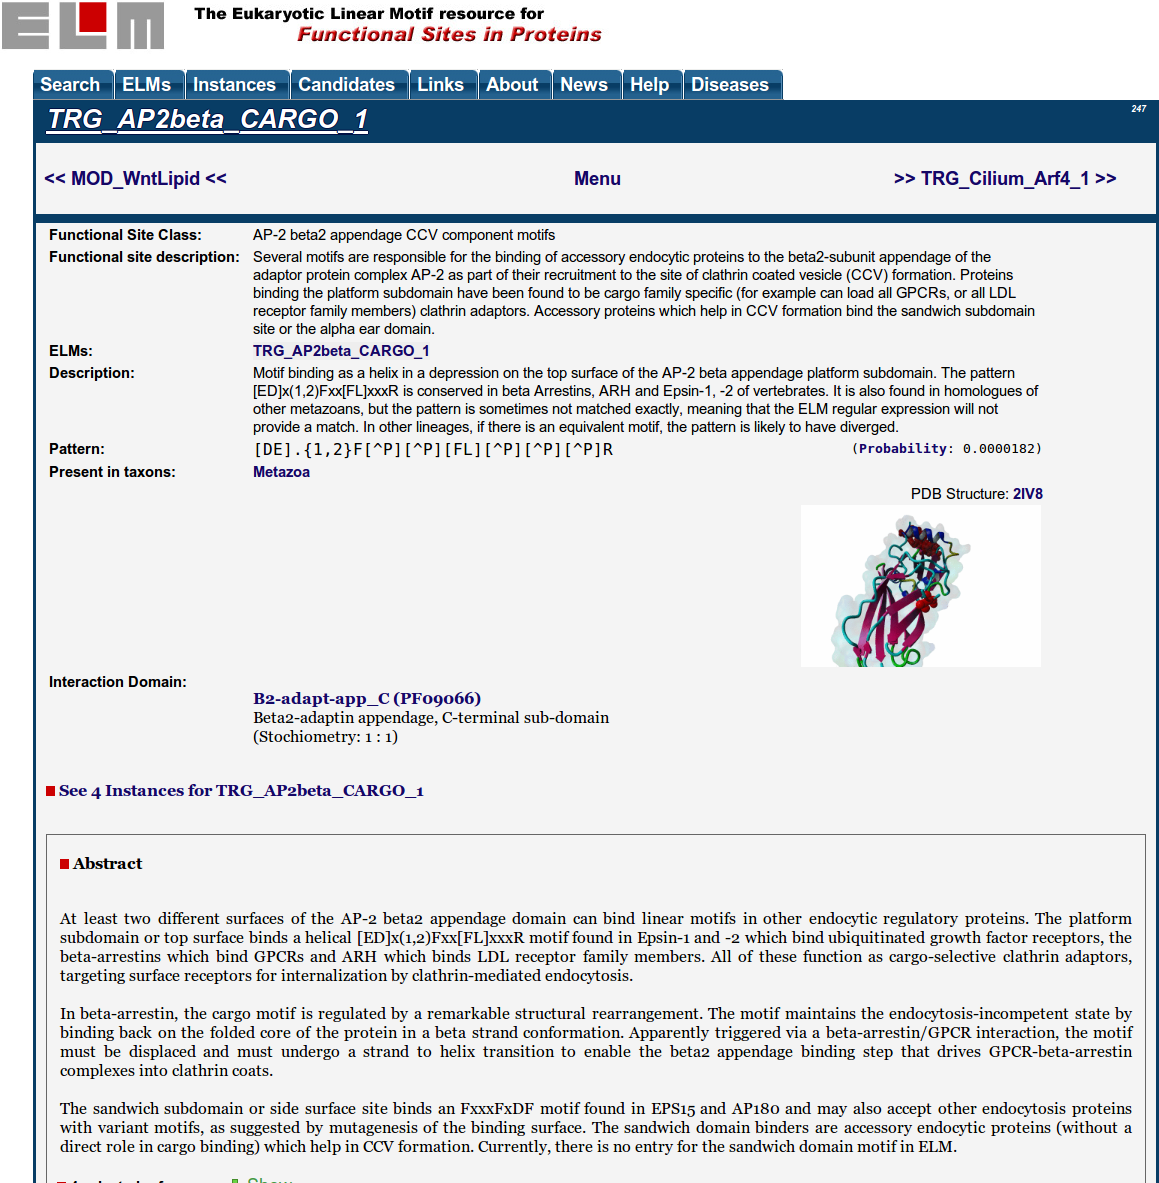 ELM
The Eukaryotic Linear Motif resource for
Functional Sites in Proteins
Search ELMs Instances Candidates Links About News Help Diseases
TRG_AP2beta_CARGO_1 247
<< MOD_WntLipid << Menu >> TRG_Cilium_Arf4_1 >>
Functional Site Class: AP-2 beta2 appendage CCV component motifs
Functional site description: Several motifs are responsible for the binding of accessory endocytic proteins to the beta2-subunit appendage of the
adaptor protein complex AP-2 as part of their recruitment to the site of clathrin coated vesicle (CCV) formation. Proteins
binding the platform subdomain have been found to be cargo family specific (for example can load all GPCRs, or all LDL
receptor family members) clathrin adaptors. Accessory proteins which help in CCV formation bind the sandwich subdomain
site or the alpha ear domain.
ELMs: TRG_AP2beta_CARGO_1
Description: Motif binding as a helix in a depression on the top surface of the AP-2 beta appendage platform subdomain. The pattern
[ED]x(1,2)Fxx[FL]xxxR is conserved in beta Arrestins, ARH and Epsin-1, -2 of vertebrates. It is also found in homologues of
other metazoans, but the pattern is sometimes not matched exactly, meaning that the ELM regular expression will not
provide a match. In other lineages, if there is an equivalent motif, the pattern is likely to have diverged.
Pattern: [DE].{1,2}F[^P][^P][FL][^P][^P][^P]R (Probability: 0.0000182)
Present in taxons: Metazoa
PDB Structure: 2IV8
Interaction Domain:
B2-adapt-app_C (PF09066)
Beta2-adaptin appendage, C-terminal sub-domain
(Stochiometry: 1 : 1)
See 4 Instances for TRG_AP2beta_CARGO_1
Abstract
At least two different surfaces of the AP-2 beta2 appendage domain can bind linear motifs in other endocytic regulatory proteins. The platform
subdomain or top surface binds a helical [ED]x(1,2)Fxx[FL]xxxR motif found in Epsin-1 and -2 which bind ubiquitinated growth factor receptors, the
beta-arrestins which bind GPCRs and ARH which binds LDL receptor family members. All of these function as cargo-selective clathrin adaptors,
targeting surface receptors for internalization by clathrin-mediated endocytosis.
In beta-arrestin, the cargo motif is regulated by a remarkable structural rearrangement. The motif maintains the endocytosis-incompetent state by
binding back on the folded core of the protein in a beta strand conformation. Apparently triggered via a beta-arrestin/GPCR interaction, the motif
must be displaced and must undergo a strand to helix transition to enable the beta2 appendage binding step that drives GPCR-beta-arrestin
complexes into clathrin coats.
The sandwich subdomain or side surface site binds an FxxxFxDF motif found in EPS15 and AP180 and may also accept other endocytosis proteins
with variant motifs, as suggested by mutagenesis of the binding surface. The sandwich domain binders are accessory endocytic proteins (without a
direct role in cargo binding) which help in CCV formation. Currently, there is no entry for the sandwich domain motif in ELM.